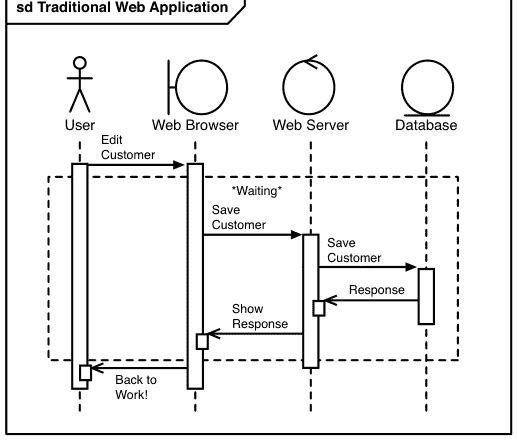 sd Traditional Web Application
User
Web Browser
Web Server
Database
Edit
Customer
*Waiting*
Save
Customer
Save
Customer
Response
Show
Response
Back to
Work!